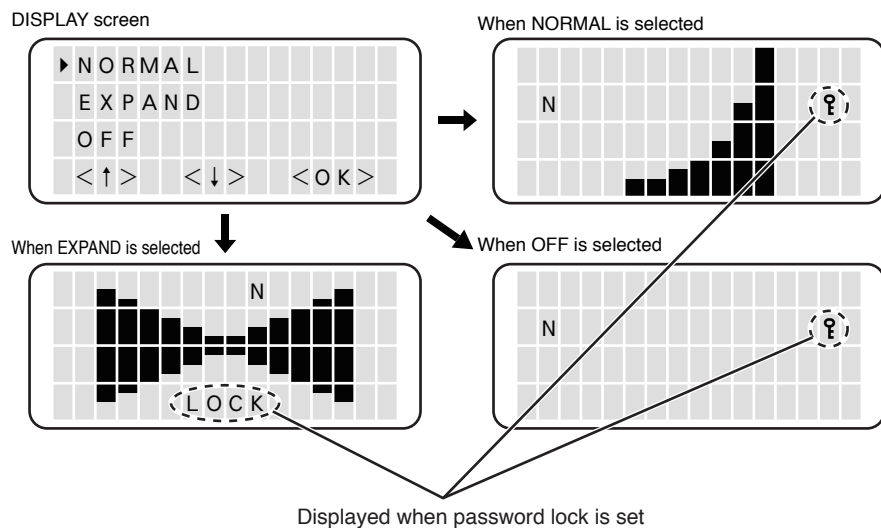 DISPLAY screen
▶NORMAL
EXPAND
OFF
<↑> <↓> <OK>
When NORMAL is selected
N
When EXPAND is selected
N
LOCK
When OFF is selected
N
Displayed when password lock is set